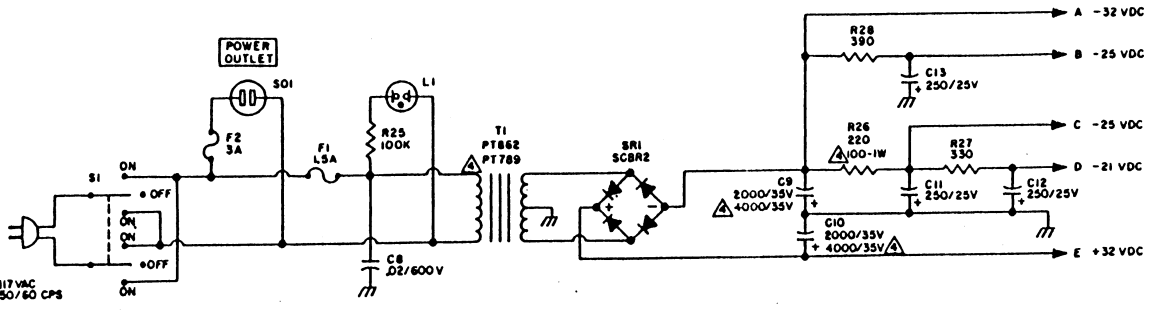 POWER
OUTLET
SO1
L1
F2
3A
R25
100K
F1
1.5A
ON
S1
OFF
ON
ON
OFF
ON
117 VAC
50/60 CPS
C8
.02/600V
T1
PT862
PT789
4
SR1
SCBR2
+
-
A -32 VDC
R28
390
B -25 VDC
C13
+ 250/25V
C -25 VDC
R26
220
4 100-1W
R27
330
D -21 VDC
C9
2000/35V
4 4000/35V +
C11
+ 250/25V
C12
+ 250/25V
C10
2000/35V
+ 4000/35V 4
E +32 VDC